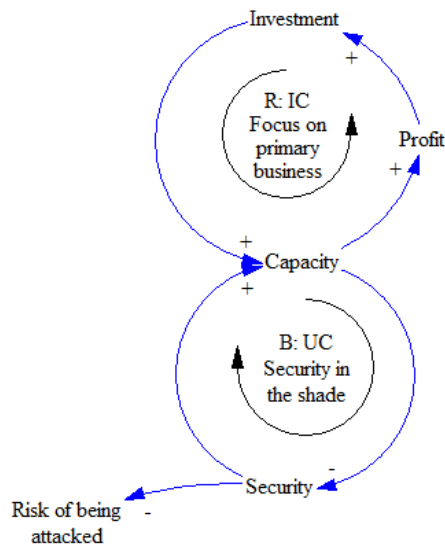 Investment
+
R: IC
Focus on
primary
business
Profit
+
+
Capacity
+
B: UC
Security in
the shade
-
Security
Risk of being
attacked
-